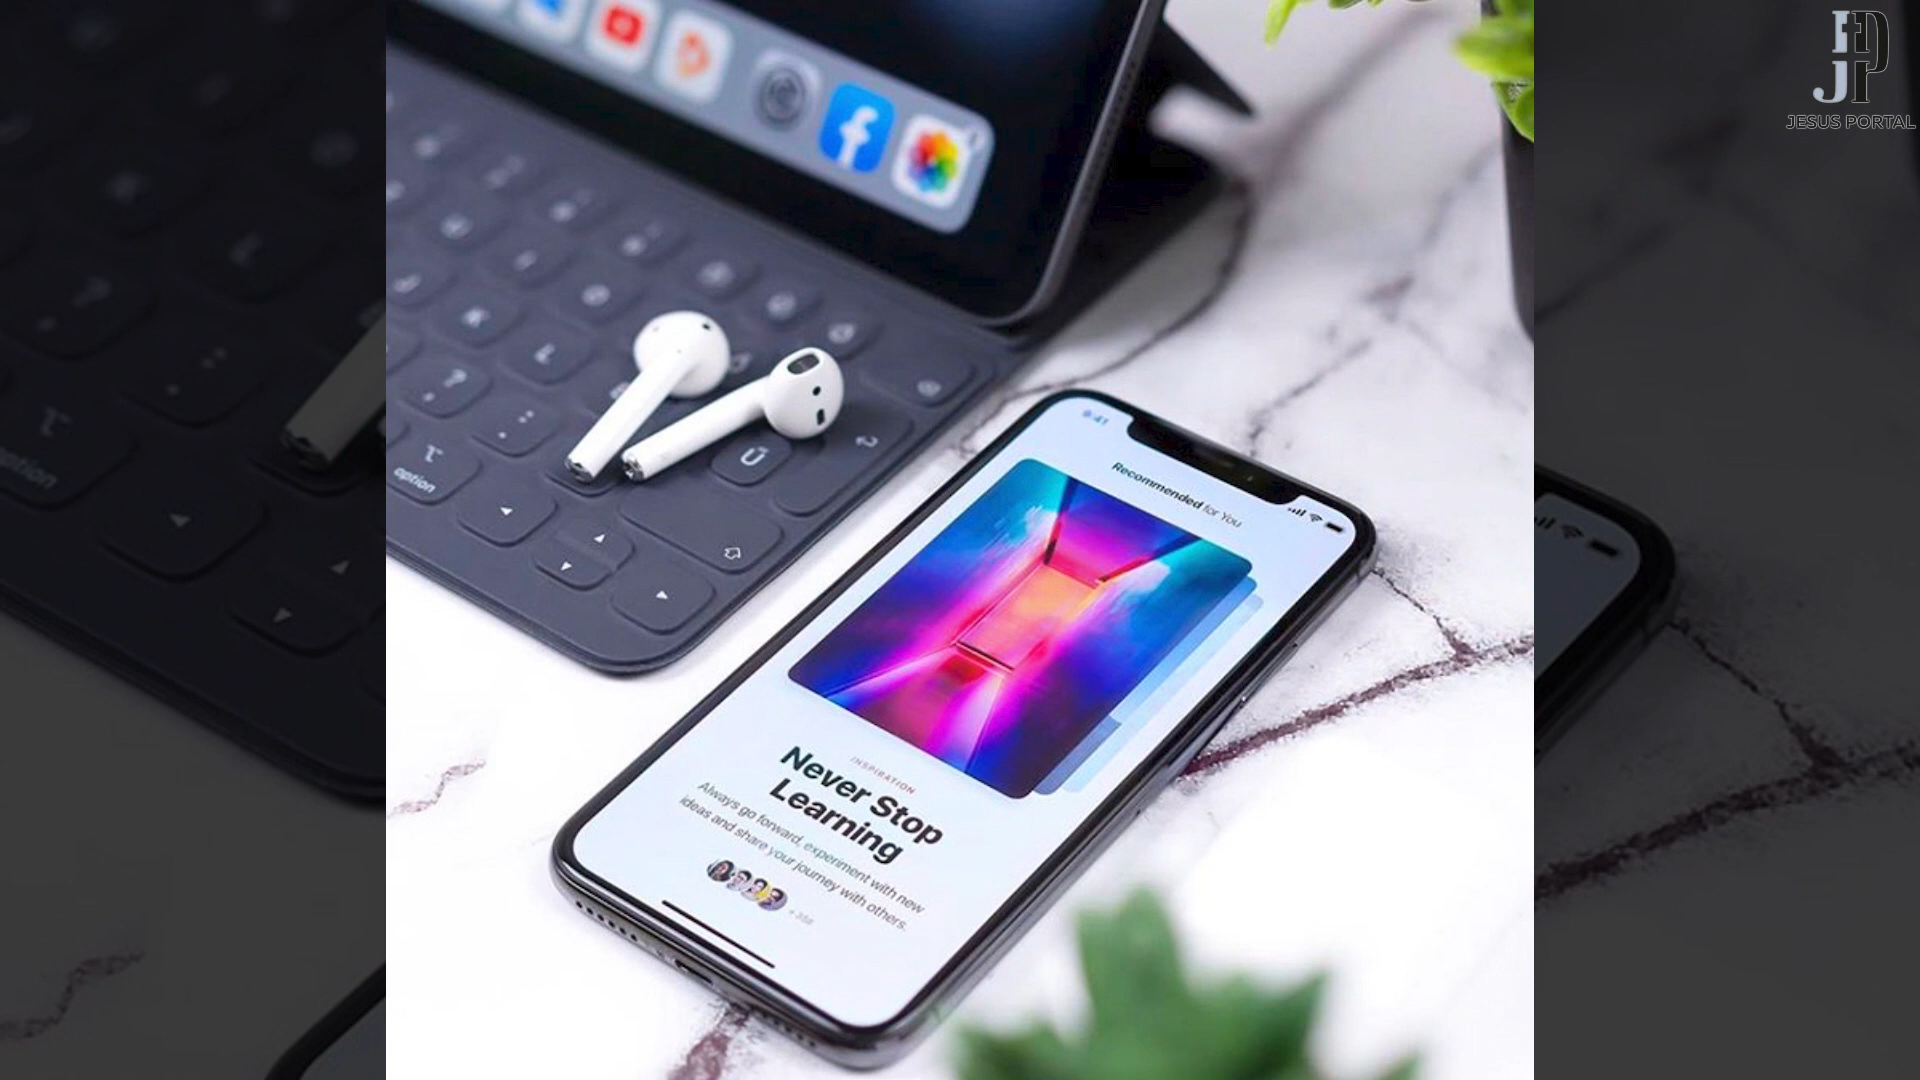 JESUS PORTAL
9:41
Recommended for You
INSPIRATION
Never Stop
Learning
Always go forward, experiment with new
ideas and share your journey with others.
option
Ü
K
L
?